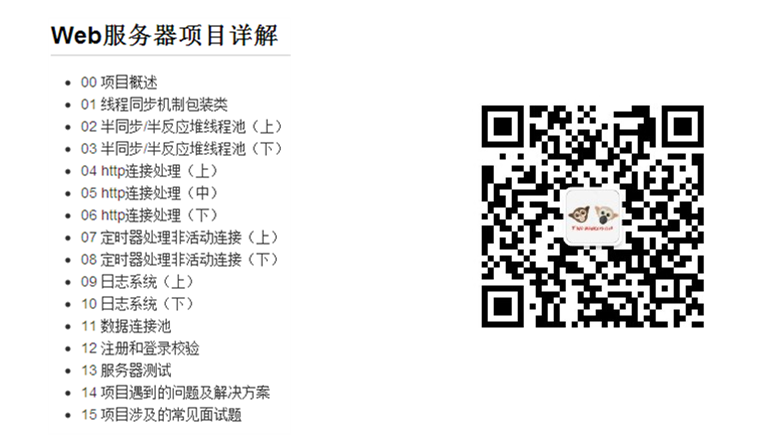 Web服务器项目详解
00 项目概述
01 线程同步机制包装类
02 半同步/半反应堆线程池（上）
03 半同步/半反应堆线程池（下）
04 http连接处理（上）
05 http连接处理（中）
06 http连接处理（下）
07 定时器处理非活动连接（上）
08 定时器处理非活动连接（下）
09 日志系统（上）
10 日志系统（下）
11 数据连接池
12 注册和登录校验
13 服务器测试
14 项目遇到的问题及解决方案
15 项目涉及的常见面试题